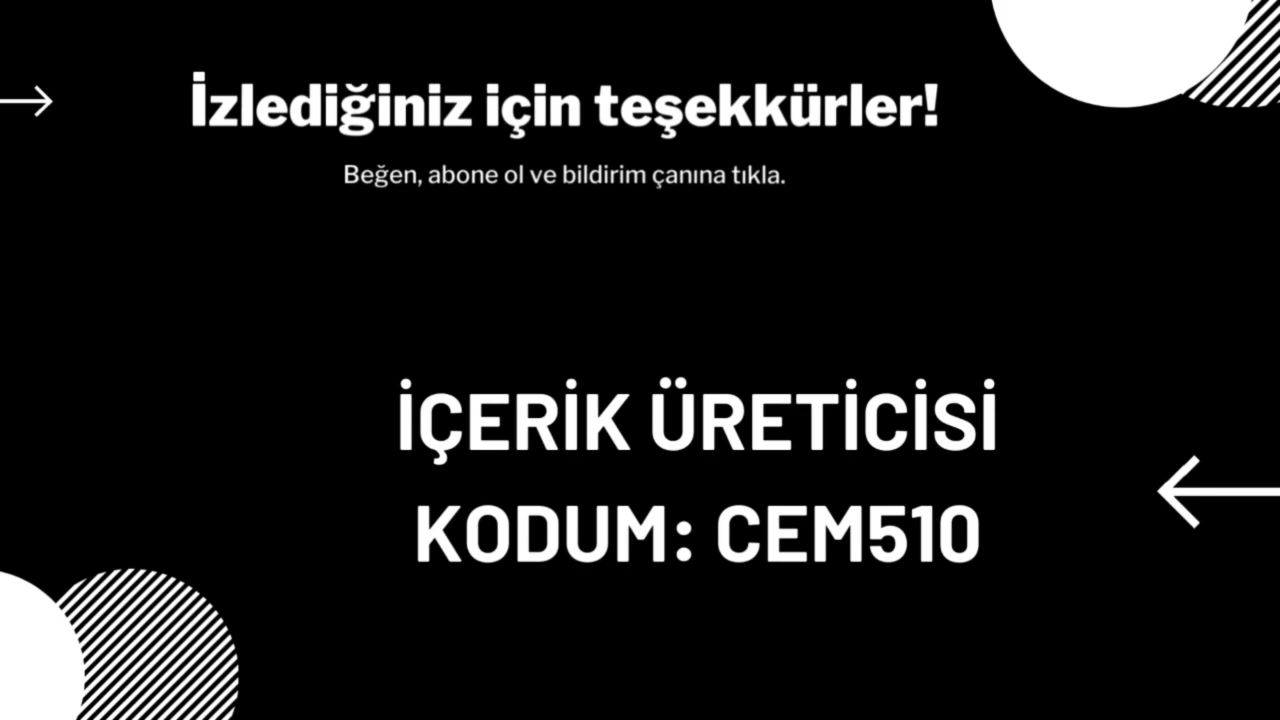 İzlediğiniz için teşekkürler!
Beğen, abone ol ve bildirim çanına tıkla.
İÇERİK ÜRETİCİSİ
KODUM: CEM510